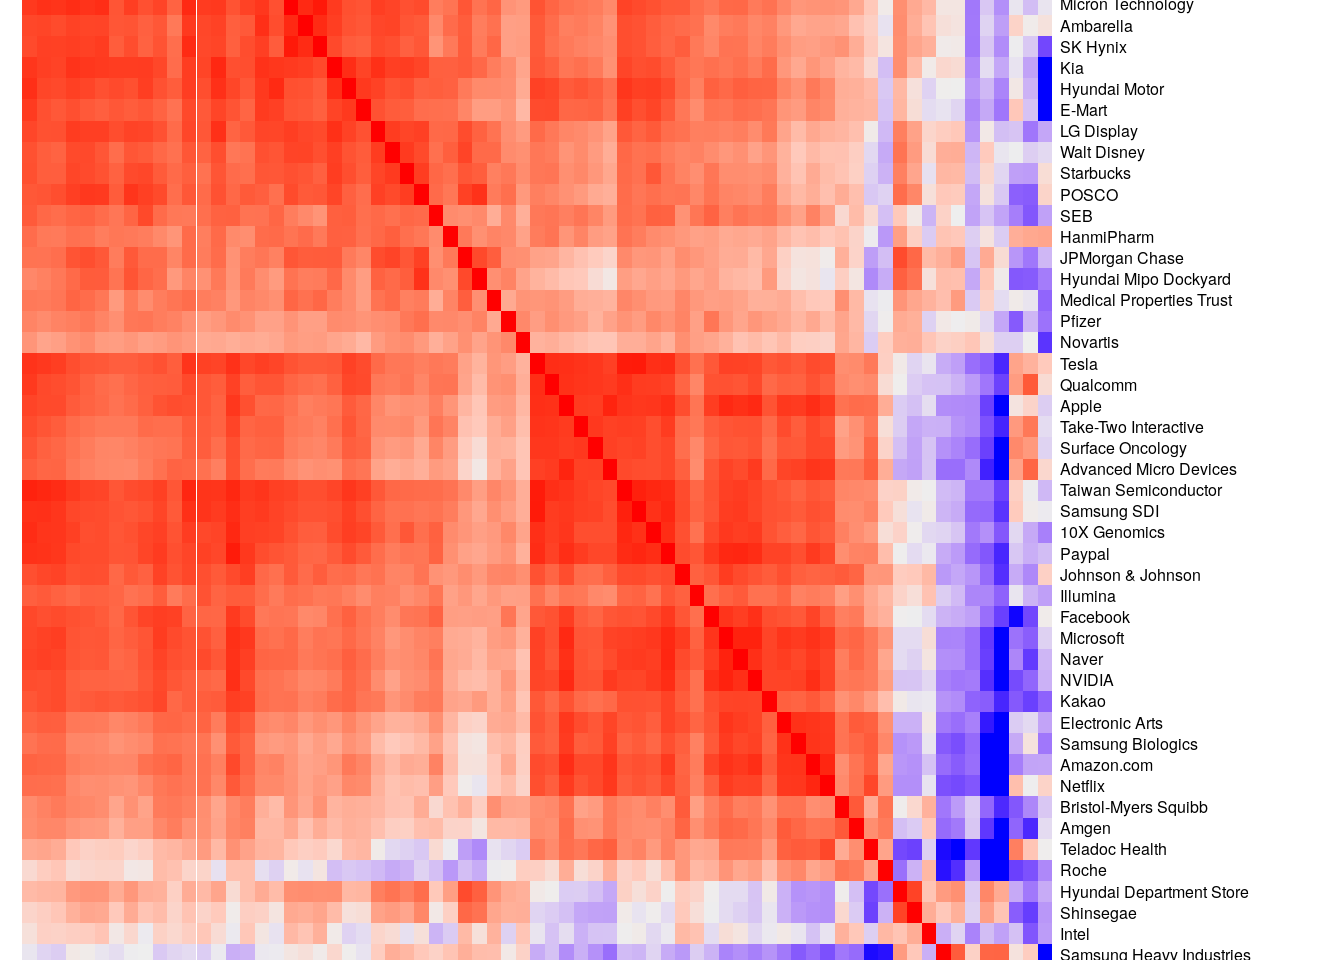 Micron Technology
Ambarella
SK Hynix
Kia
Hyundai Motor
E-Mart
LG Display
Walt Disney
Starbucks
POSCO
SEB
HanmiPharm
JPMorgan Chase
Hyundai Mipo Dockyard
Medical Properties Trust
Pfizer
Novartis
Tesla
Qualcomm
Apple
Take-Two Interactive
Surface Oncology
Advanced Micro Devices
Taiwan Semiconductor
Samsung SDI
10X Genomics
Paypal
Johnson & Johnson
Illumina
Facebook
Microsoft
Naver
NVIDIA
Kakao
Electronic Arts
Samsung Biologics
Amazon.com
Netflix
Bristol-Myers Squibb
Amgen
Teladoc Health
Roche
Hyundai Department Store
Shinsegae
Intel
Samsung Heavy Industries